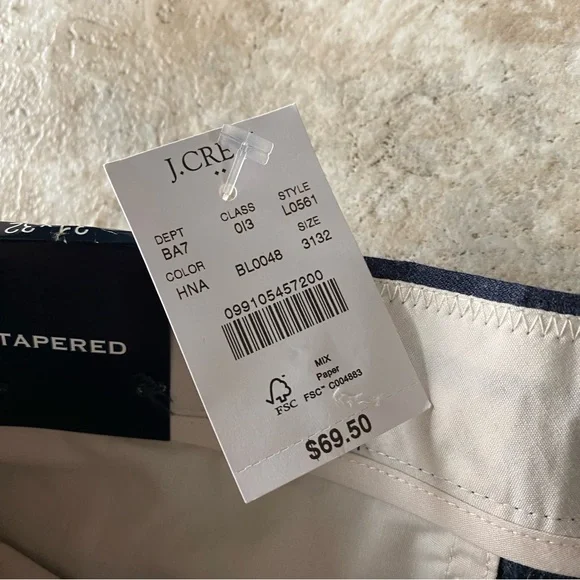 J.CRE
DEPT CLASS STYLE
BA7 013 L0561
COLOR SIZE
HNA BL0048 3132
099105457200
FSC
MIX
Paper
FSC™ C004883
$69.50
TAPERED